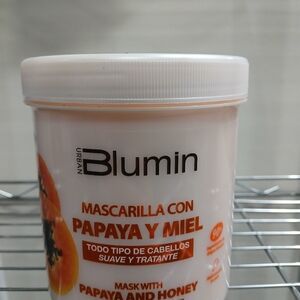 URBAN
Blumin
MASCARILLA CON
PAPAYA Y MIEL
TODO TIPO DE CABELLOS
SUAVE Y TRATANTE
MASK WITH
PAPAYA AND HONEY